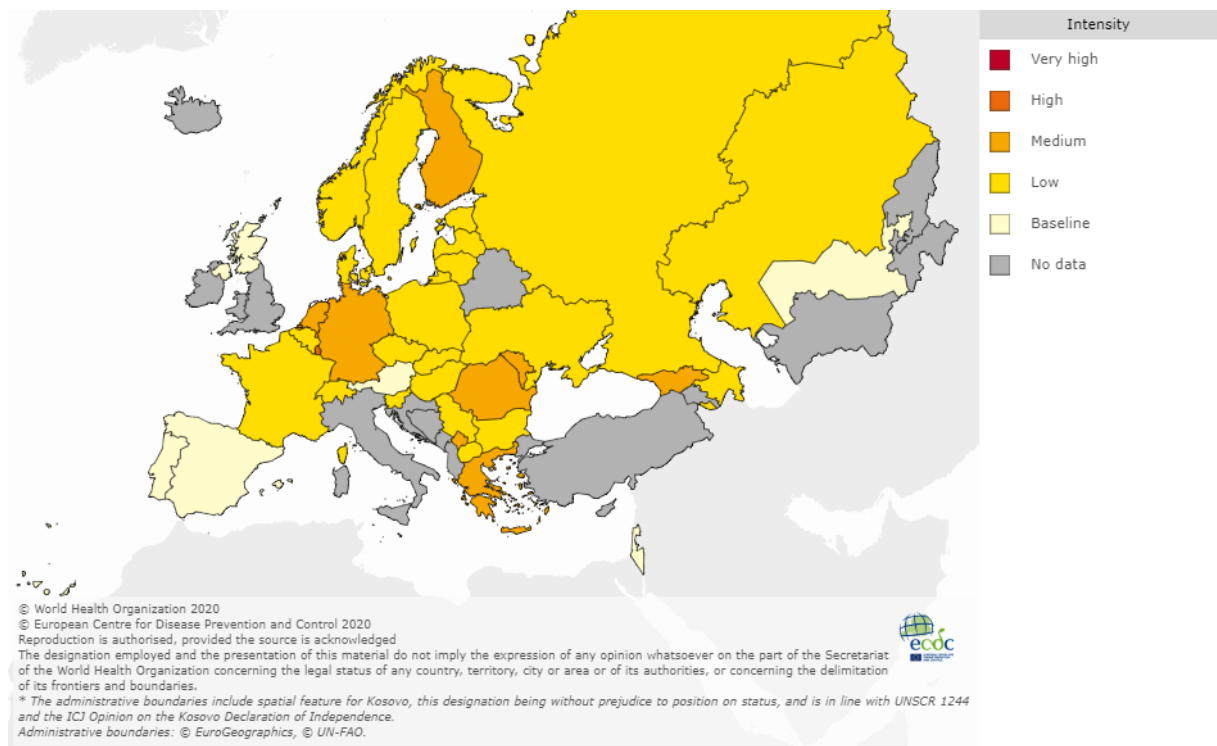 Intensity
Very high
High
Medium
Low
Baseline
No data
© World Health Organization 2020
© European Centre for Disease Prevention and Control 2020
Reproduction is authorised, provided the source is acknowledged
The designation employed and the presentation of this material do not imply the expression of any opinion whatsoever on the part of the Secretariat
of the World Health Organization concerning the legal status of any country, territory, city or area or of its authorities, or concerning the delimitation
of its frontiers and boundaries.
* The administrative boundaries include spatial feature for Kosovo, this designation being without prejudice to position on status, and is in line with UNSCR 1244
and the ICJ Opinion on the Kosovo Declaration of Independence.
Administrative boundaries: © EuroGeographics, © UN-FAO.
ecdc